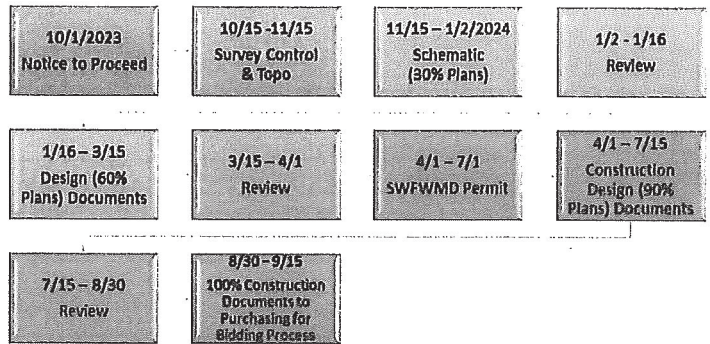 10/1/2023
Notice to Proceed
10/15 -11/15
Survey Control
& Topo
11/15 – 1/2/2024
Schematic
(30% Plans)
1/2 - 1/16
Review
1/16 – 3/15
Design (60%
Plans) Documents
3/15 – 4/1
Review
4/1 – 7/1
SWFWMD Permit
4/1 – 7/15
Construction
Design (90%
Plans) Documents
7/15 – 8/30
Review
8/30 – 9/15
100% Construction
Documents to
Purchasing for
Bidding Process